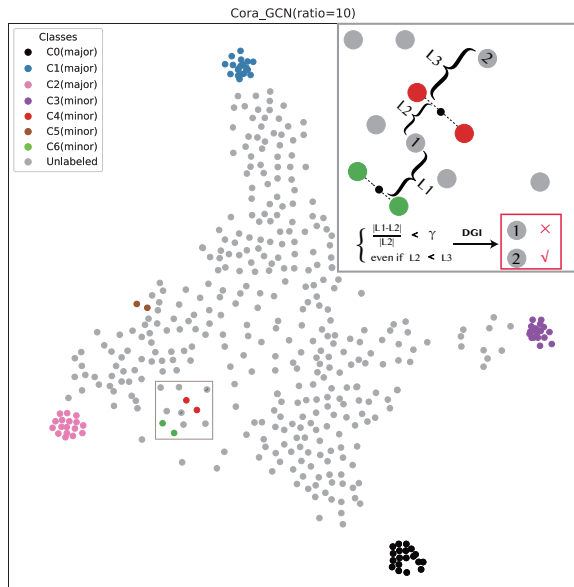 Cora_GCN(ratio=10)
Classes
C0(major)
C1(major)
C2(major)
C3(minor)
C4(minor)
C5(minor)
C6(minor)
Unlabeled
L3
2
L2
1
L1
|L1-L2|
|L2|
< γ
even if L2 < L3
DGI
1 ×
2 √